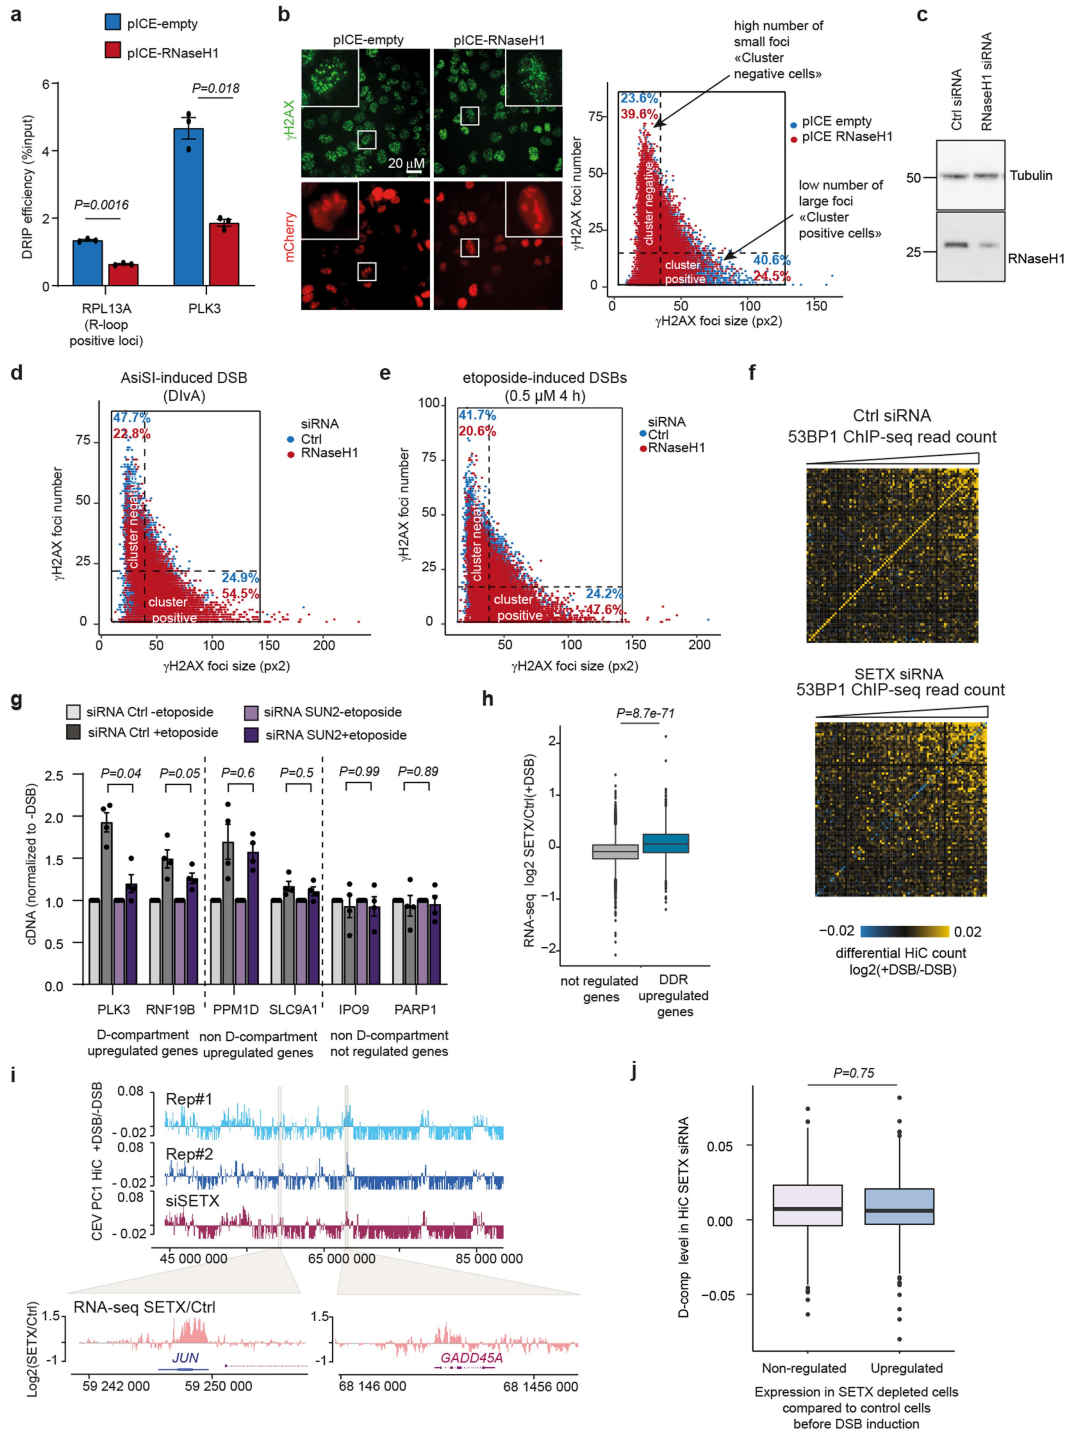 a
pICE-empty
pICE-RNaseH1
DRIP efficiency (%input)
6
4
2
0
P=0.0016
P=0.018
RPL13A
(R-loop
positive loci)
PLK3
b
pICE-empty
pICE-RNaseH1
γH2AX
mCherry
20 µM
high number of
small foci
«Cluster
negative cells»
low number of
large foci
«Cluster
positive cells»
pICE empty
pICE RNaseH1
γH2AX foci number
75
50
25
0
23.6%
39.6%
cluster negative
cluster
positive
40.6%
24.5%
0
50
100
150
γH2AX foci size (px2)
c
Ctrl siRNA
RNaseH1 siRNA
50
Tubulin
25
RNaseH1
d
AsiSI-induced DSB
(DIvA)
47.7%
22.8%
siRNA
Ctrl
RNaseH1
γH2AX foci number
75
50
25
0
cluster negat
cluster
positive
24.9%
54.5%
0
50
100
150
200
γH2AX foci size (px2)
e
etoposide-induced DSBs
(0.5 µM 4 h)
41.7%
20.6%
siRNA
Ctrl
RNaseH1
γH2AX foci number
100
75
50
25
0
cluster negat
cluster
positive
24.2%
47.6%
50
100
150
200
γH2AX foci size (px2)
f
Ctrl siRNA
53BP1 ChIP-seq read count
SETX siRNA
53BP1 ChIP-seq read count
−0.02
0.02
differential HiC count
log2(+DSB/-DSB)
g
siRNA Ctrl -etoposide
siRNA Ctrl +etoposide
siRNA SUN2-etoposide
siRNA SUN2+etoposide
cDNA (normalized to -DSB)
2.5
2.0
1.5
1.0
0.5
0.0
P=0.04
P=0.05
P=0.6
P=0.5
P=0.99
P=0.89
PLK3
RNF19B
PPM1D
SLC9A1
IPO9
PARP1
D-compartment
upregulated genes
non D-compartment
upregulated genes
non D-compartment
not regulated genes
h
P=8.7e-71
RNA-seq log2 SETX/Ctrl(+DSB)
2
1
0
−1
−2
not regulated
genes
DDR
upregulated
genes
i
CEV PC1 HiC +DSB/-DSB
0.08
- 0.02
Rep#1
0.08
- 0.02
Rep#2
0.08
- 0.02
siSETX
45 000 000
65 000 000
85 000 000
RNA-seq SETX/Ctrl
Log2(SETX/Ctrl)
1.5
-1
JUN
59 242 000
59 250 000
1.5
-1
GADD45A
68 146 000
68 1456 000
j
P=0.75
D-comp level in HiC SETX siRNA
0.05
0.00
−0.05
Non-regulated
Upregulated
Expression in SETX depleted cells
compared to control cells
before DSB induction